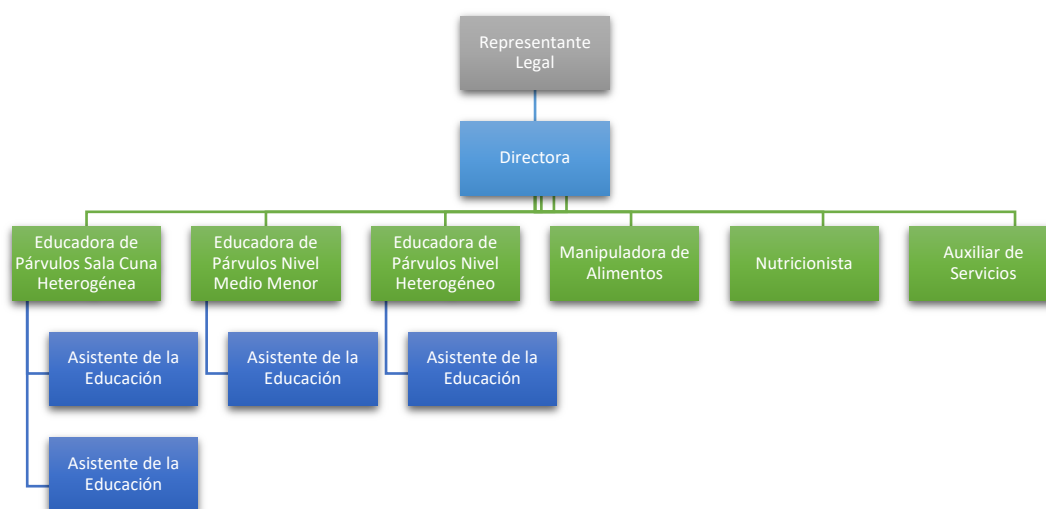 Representante
Legal
Directora
Educadora de
Párvulos Sala Cuna
Heterogénea
Educadora de
Párvulos Nivel
Medio Menor
Educadora de
Párvulos Nivel
Heterogéneo
Manipuladora de
Alimentos
Nutricionista
Auxiliar de
Servicios
Asistente de la
Educación
Asistente de la
Educación
Asistente de la
Educación
Asistente de la
Educación